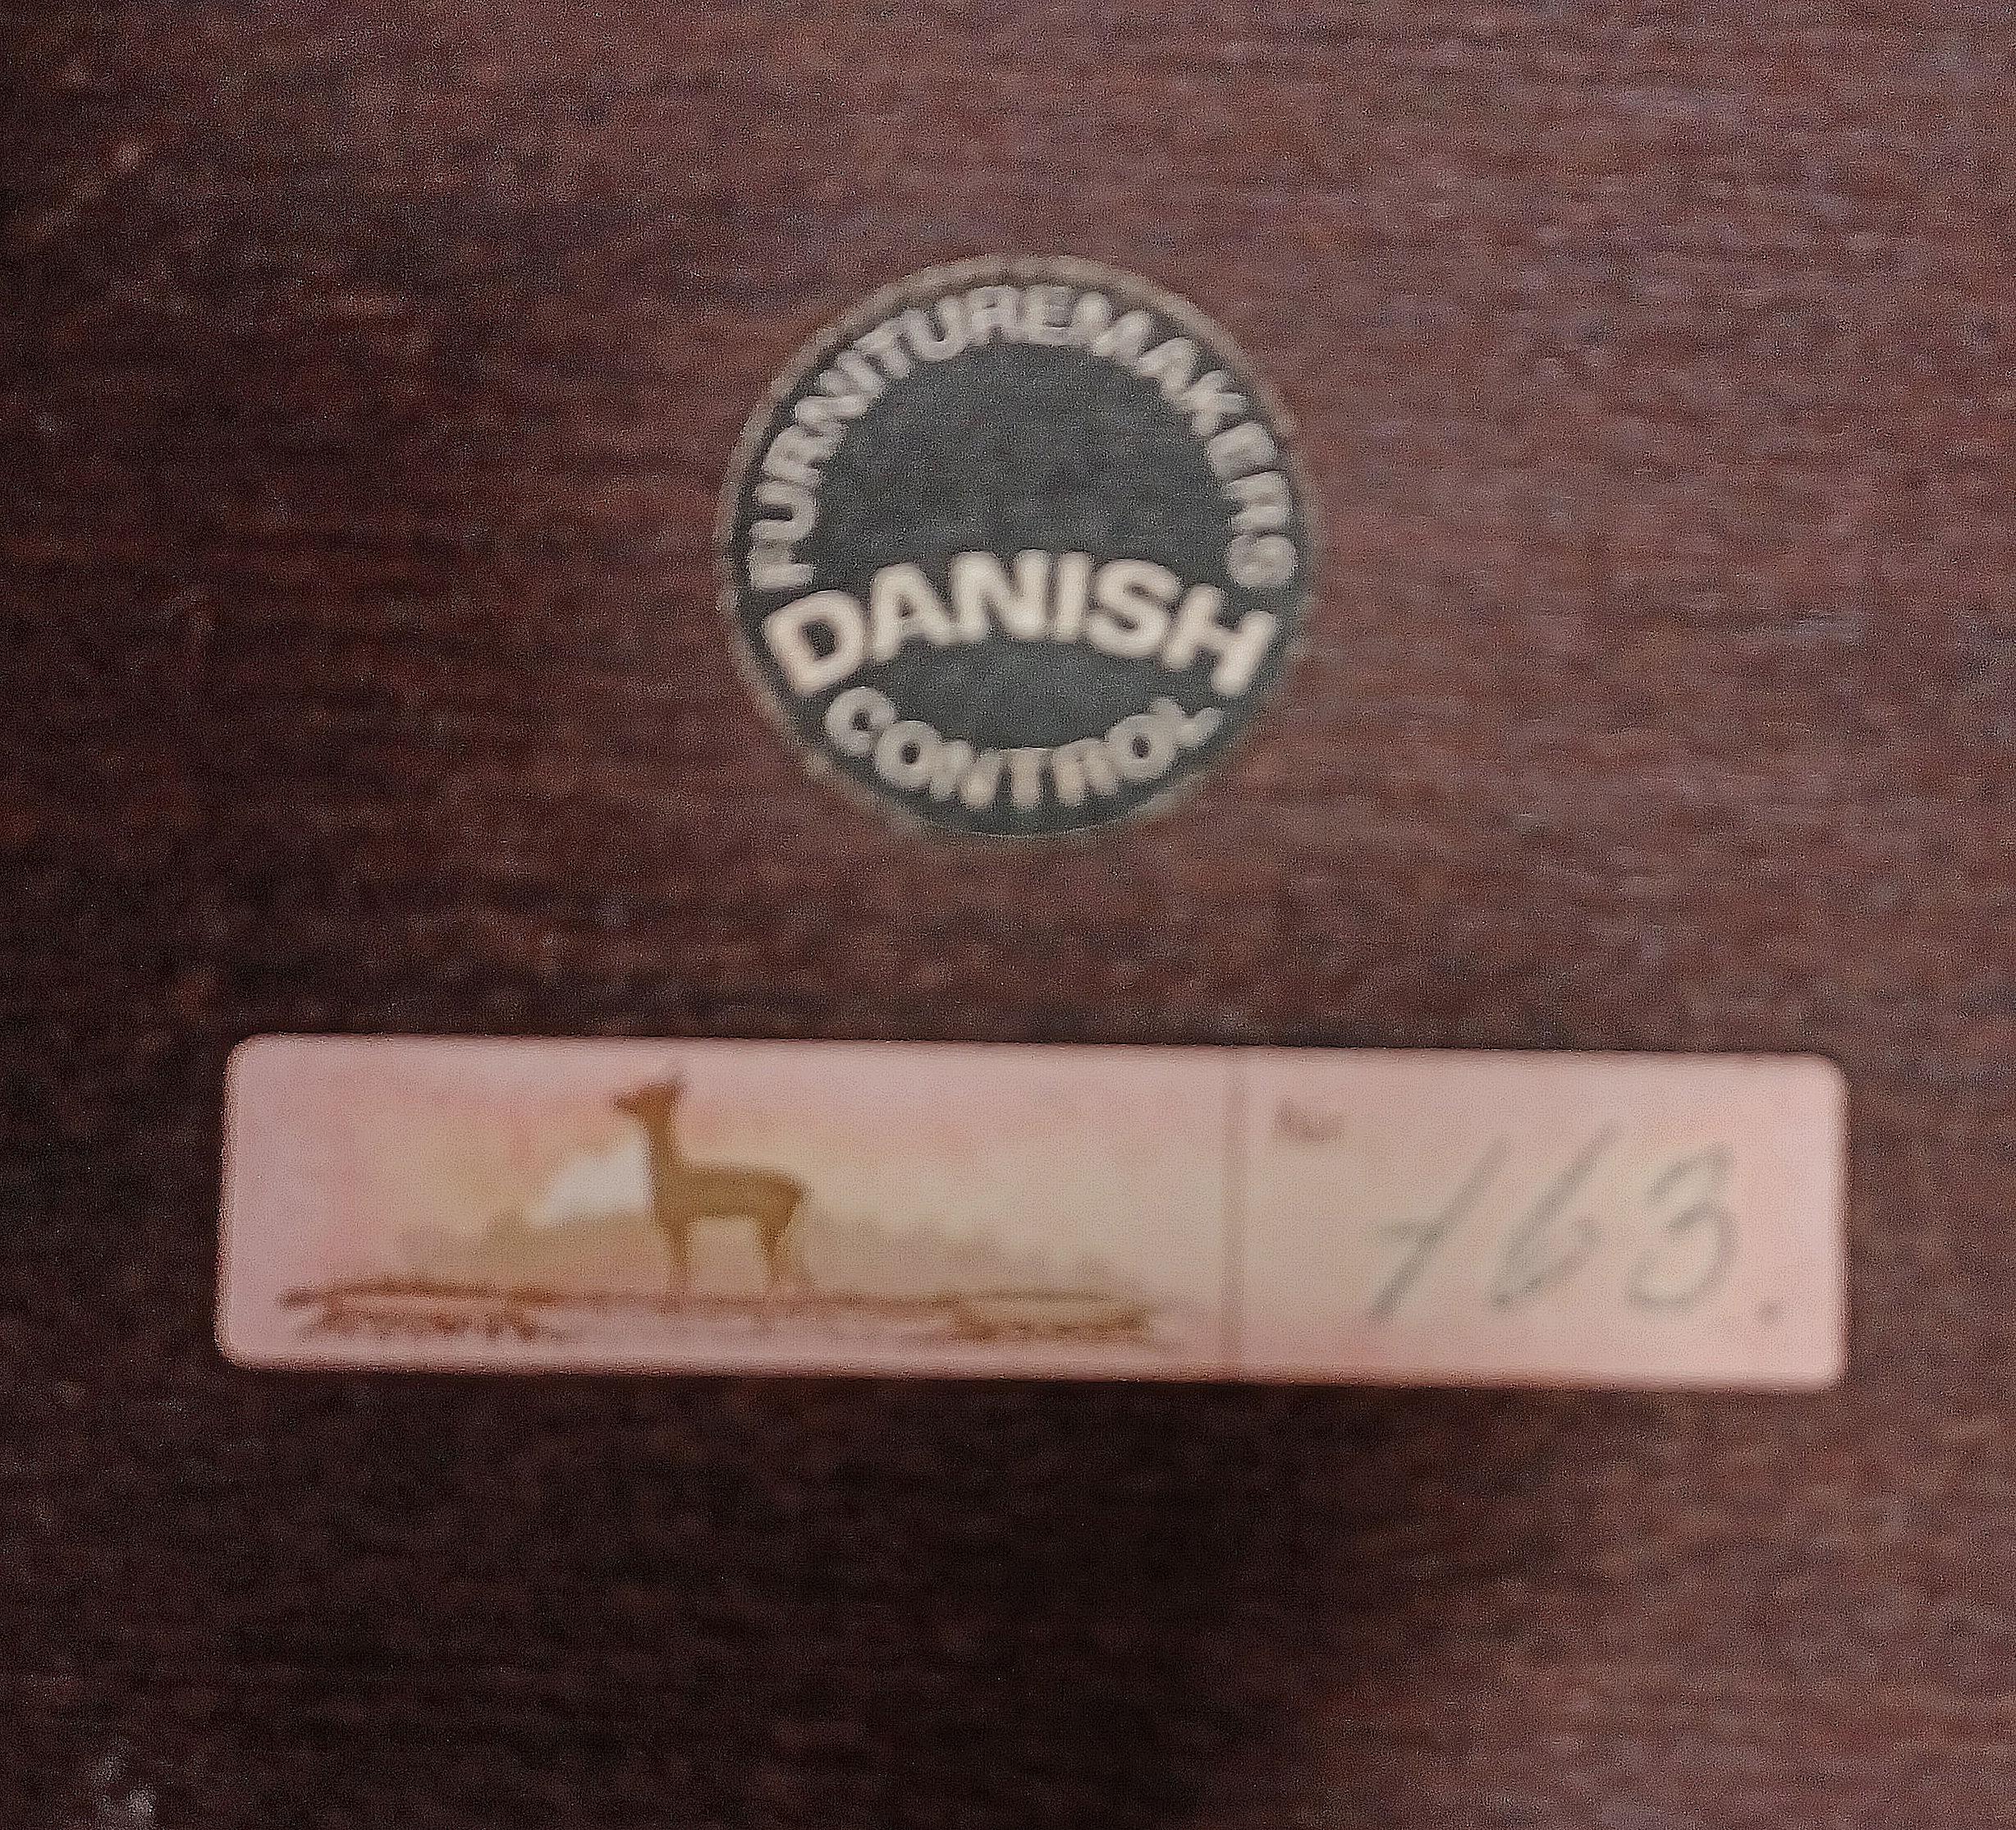 FURNITUREMAKERS
DANISH
CONTROL
163.